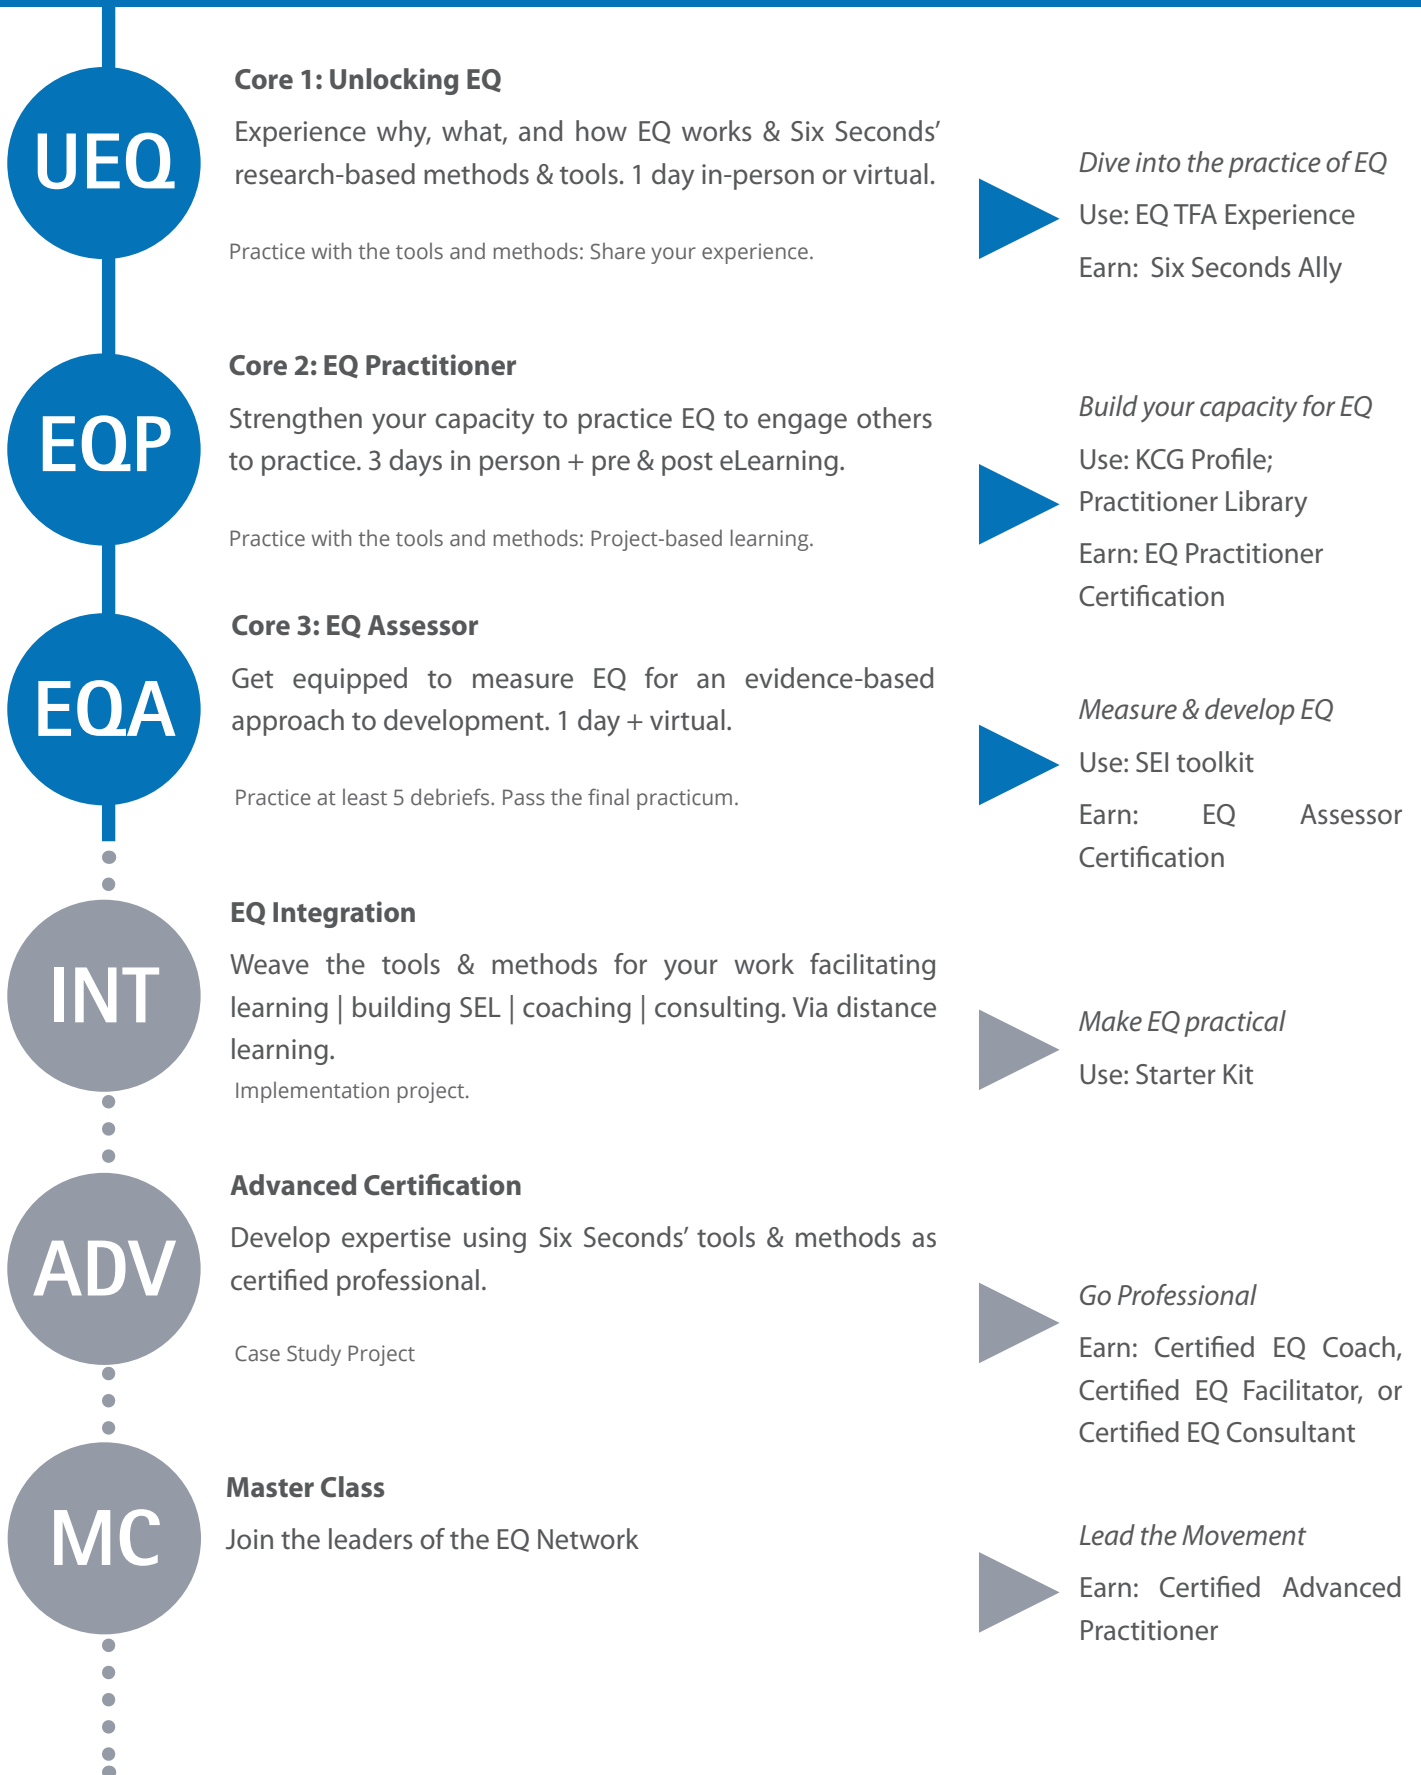 UEQ
Core 1: Unlocking EQ
Experience why, what, and how EQ works & Six Seconds’
research-based methods & tools. 1 day in-person or virtual.
Practice with the tools and methods: Share your experience.
Dive into the practice of EQ
Use: EQ TFA Experience
Earn: Six Seconds Ally
EQP
Core 2: EQ Practitioner
Strengthen your capacity to practice EQ to engage others
to practice. 3 days in person + pre & post eLearning.
Practice with the tools and methods: Project-based learning.
Build your capacity for EQ
Use: KCG Profile;
Practitioner Library
Earn: EQ Practitioner
Certification
EQA
Core 3: EQ Assessor
Get equipped to measure EQ for an evidence-based
approach to development. 1 day + virtual.
Practice at least 5 debriefs. Pass the final practicum.
Measure & develop EQ
Use: SEI toolkit
Earn: EQ Assessor
Certification
INT
EQ Integration
Weave the tools & methods for your work facilitating
learning | building SEL | coaching | consulting. Via distance
learning.
Implementation project.
Make EQ practical
Use: Starter Kit
ADV
Advanced Certification
Develop expertise using Six Seconds’ tools & methods as
certified professional.
Case Study Project
Go Professional
Earn: Certified EQ Coach,
Certified EQ Facilitator, or
Certified EQ Consultant
MC
Master Class
Join the leaders of the EQ Network
Lead the Movement
Earn: Certified Advanced
Practitioner